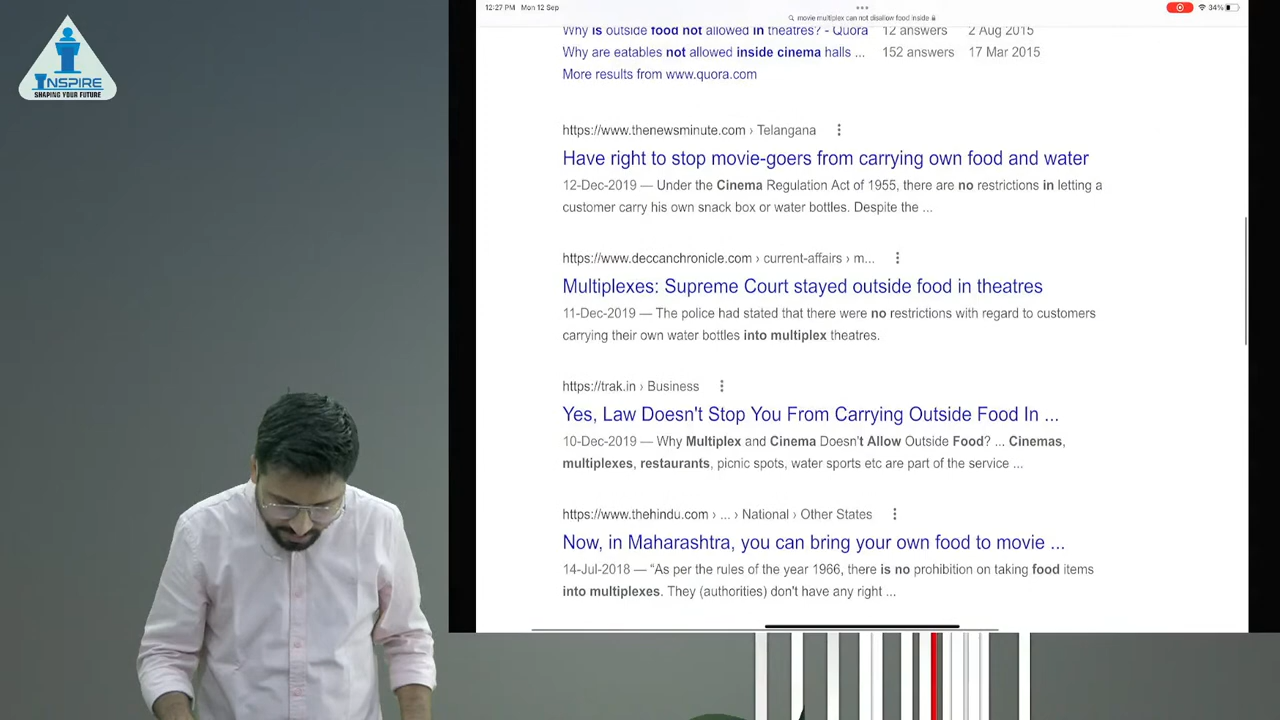 INSPIRE
SHAPING YOUR FUTURE
12:27 PM Mon 12 Sep
34%
movie multiplex can not disallow food inside
Why is outside food not allowed in theatres? - Quora 12 answers 2 Aug 2015
Why are eatables not allowed inside cinema halls ... 152 answers 17 Mar 2015
More results from www.quora.com
https://www.thenewsminute.com › Telangana
Have right to stop movie-goers from carrying own food and water
12-Dec-2019 — Under the Cinema Regulation Act of 1955, there are no restrictions in letting a
customer carry his own snack box or water bottles. Despite the ...
https://www.deccanchronicle.com › current-affairs › m...
Multiplexes: Supreme Court stayed outside food in theatres
11-Dec-2019 — The police had stated that there were no restrictions with regard to customers
carrying their own water bottles into multiplex theatres.
https://trak.in › Business
Yes, Law Doesn't Stop You From Carrying Outside Food In ...
10-Dec-2019 — Why Multiplex and Cinema Doesn't Allow Outside Food? ... Cinemas,
multiplexes, restaurants, picnic spots, water sports etc are part of the service ...
https://www.thehindu.com › ... › National › Other States
Now, in Maharashtra, you can bring your own food to movie ...
14-Jul-2018 — “As per the rules of the year 1966, there is no prohibition on taking food items
into multiplexes. They (authorities) don't have any right ...